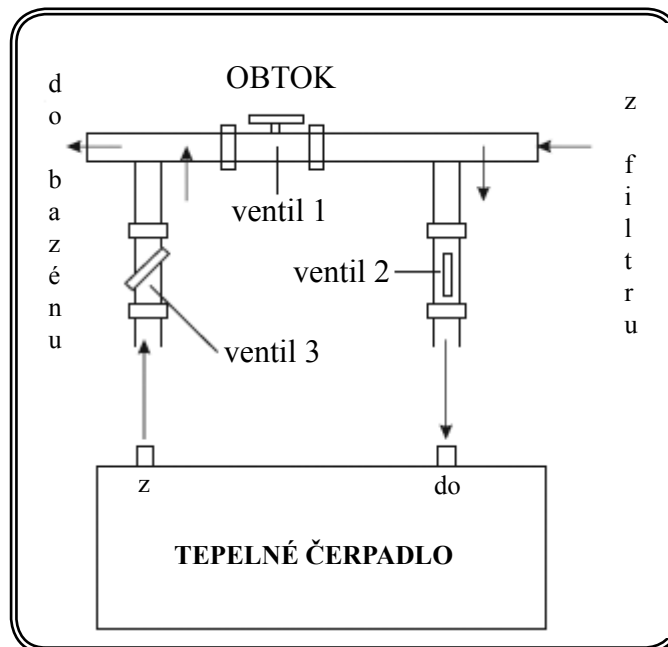 OBTOK
do bazénu
z filtru
ventil 1
ventil 2
ventil 3
z
do
TEPELNÉ ČERPADLO